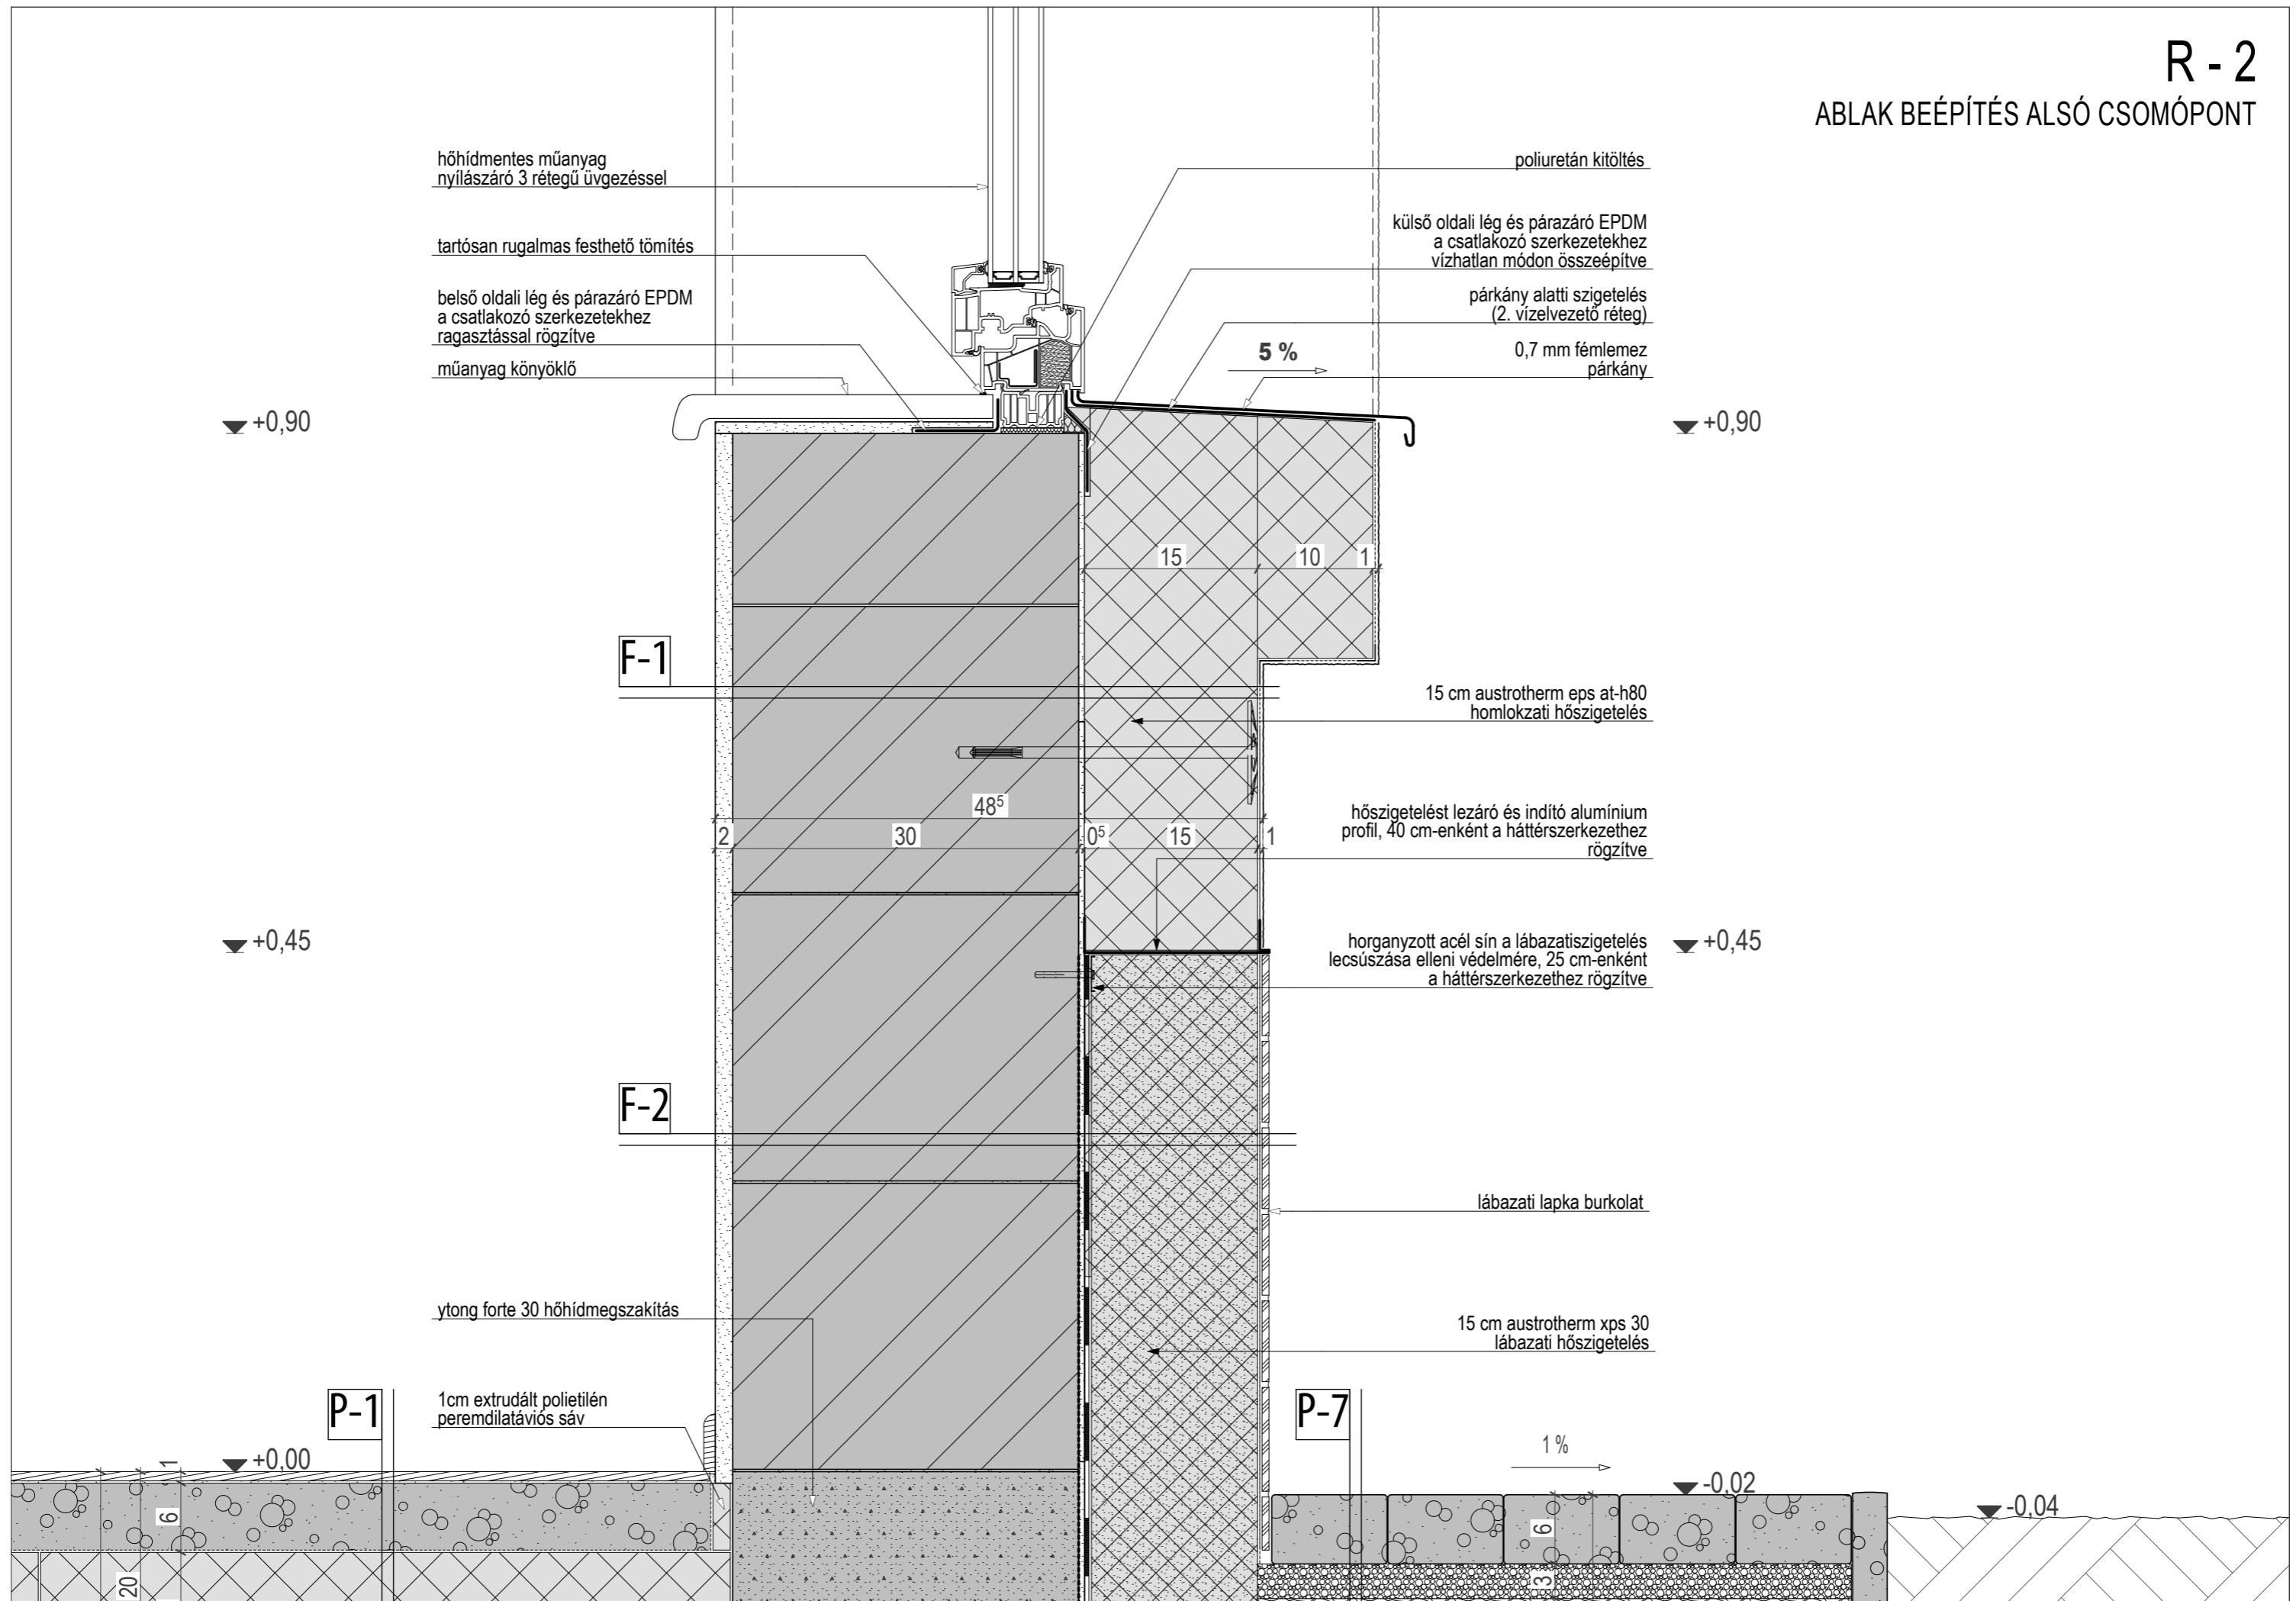 R - 2
ABLAK BEÉPÍTÉS ALSÓ CSOMÓPONT
hőhídmentes műanyag
nyílászáró 3 rétegű üvgezéssel
tartósan rugalmas festhető tömítés
belső oldali lég és párazáró EPDM
a csatlakozó szerkezetekhez
ragasztással rögzítve
műanyag könyöklő
poliuretán kitöltés
külső oldali lég és párazáró EPDM
a csatlakozó szerkezetekhez
vízhatlan módon összeépítve
párkány alatti szigetelés
(2. vízelvezető réteg)
0,7 mm fémlemez
párkány
5 %
+0,90
+0,90
15
10
1
F-1
15 cm austrotherm eps at-h80
homlokzati hőszigetelés
48⁵
2
30
0⁵
15
1
hőszigetelést lezáró és indító alumínium
profil, 40 cm-enként a háttérszerkezethez
rögzítve
+0,45
horganyzott acél sín a lábazatiszigetelés
lecsúszása elleni védelmére, 25 cm-enként
a háttérszerkezethez rögzítve
+0,45
F-2
lábazati lapka burkolat
ytong forte 30 hőhídmegszakítás
15 cm austrotherm xps 30
lábazati hőszigetelés
P-1
1cm extrudált polietilén
peremdilatáviós sáv
P-7
1 %
+0,00
1
6
20
-0,02
-0,04
6
3